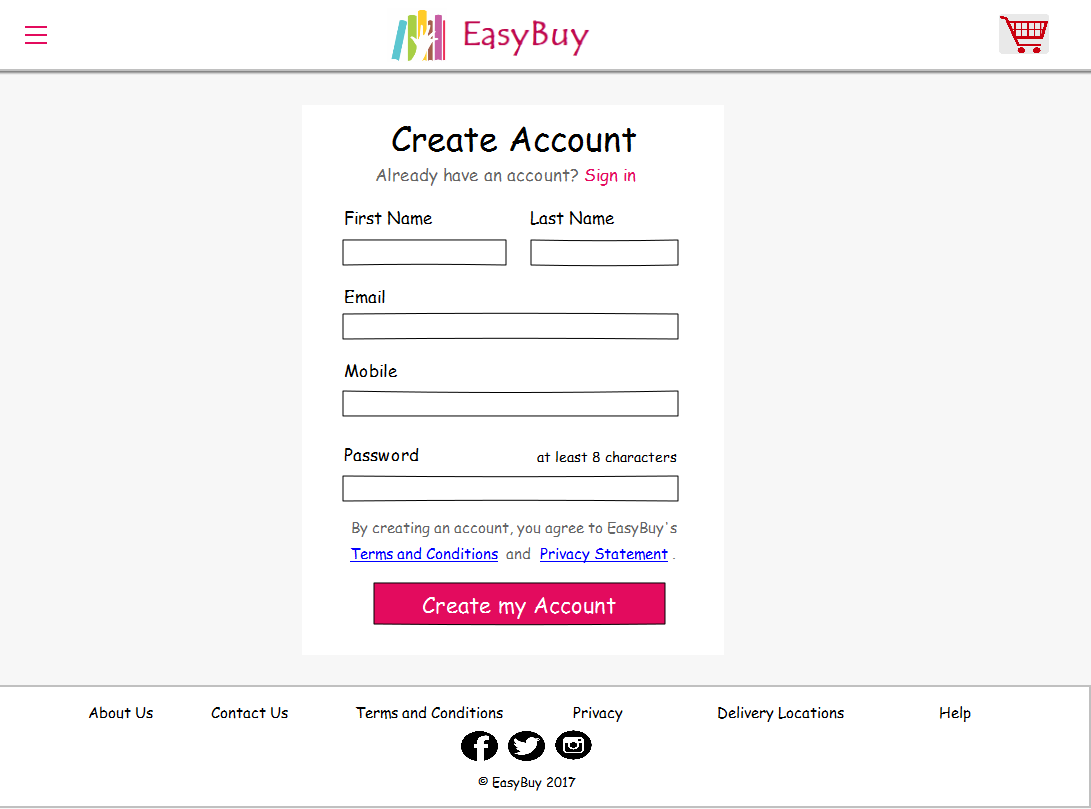 EasyBuy
Create Account
Already have an account? Sign in
First Name Last Name
Email
Mobile
Password at least 8 characters
By creating an account, you agree to EasyBuy's
Terms and Conditions and Privacy Statement .
Create my Account
About Us Contact Us Terms and Conditions Privacy Delivery Locations Help
© EasyBuy 2017